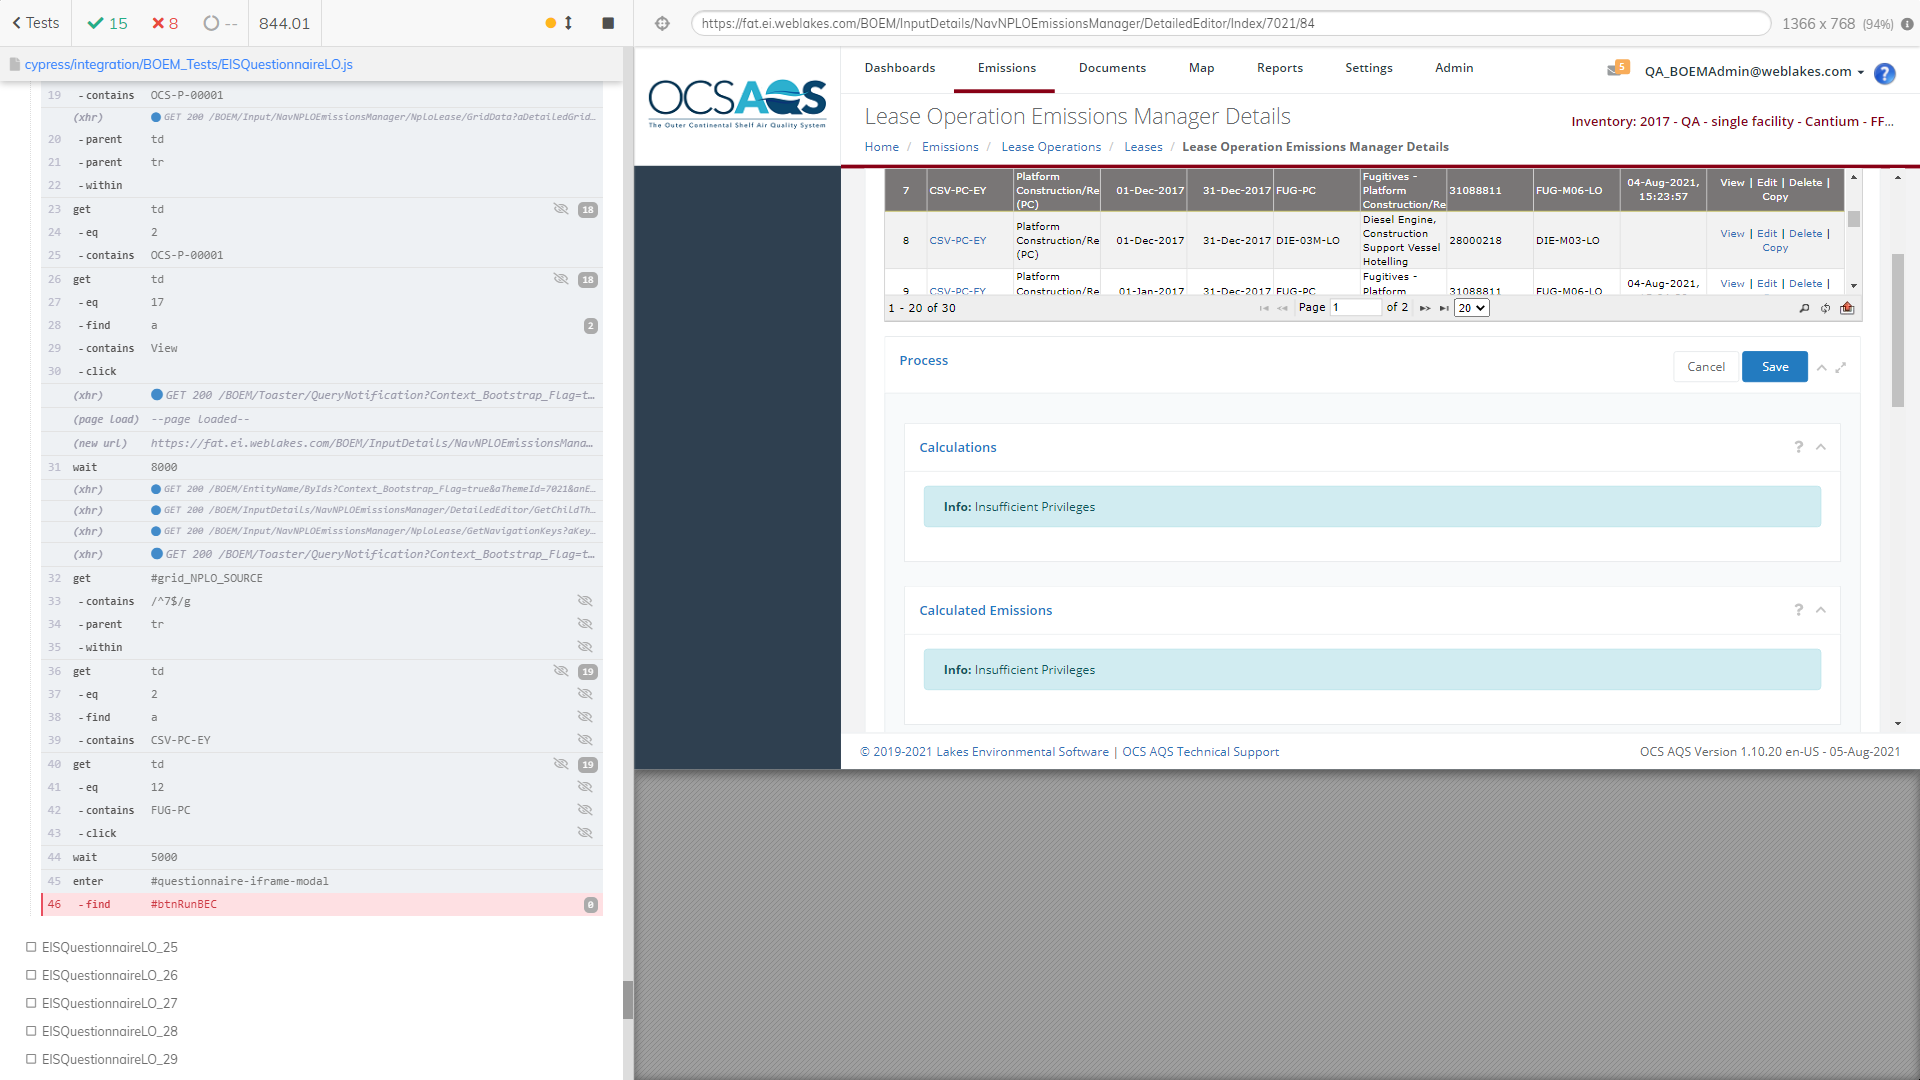 Tests
15
8
--
844.01
cypress/integration/BOEM_Tests/EISQuestionnaireLO.js
19 -contains OCS-P-00001
(xhr) GET 200 /BOEM/Input/NavNPLOEmissionsManager/NploLease/GridData?aDetailedGrid...
20 -parent td
21 -parent tr
22 -within
23 get td 18
24 -eq 2
25 -contains OCS-P-00001
26 get td 18
27 -eq 17
28 -find a 2
29 -contains View
30 -click
(xhr) GET 200 /BOEM/Toaster/QueryNotification?Context_Bootstrap_Flag=t...
(page load) --page loaded--
(new url) https://fat.ei.weblakes.com/BOEM/InputDetails/NavNPLOEmissionsMana...
31 wait 8000
(xhr) GET 200 /BOEM/EntityName/ByIds?Context_Bootstrap_Flag=true&aThemeId=7021&anE...
(xhr) GET 200 /BOEM/InputDetails/NavNPLOEmissionsManager/DetailedEditor/GetChildTh...
(xhr) GET 200 /BOEM/Input/NavNPLOEmissionsManager/NploLease/GetNavigationKeys?aKey...
(xhr) GET 200 /BOEM/Toaster/QueryNotification?Context_Bootstrap_Flag=t...
32 get #grid_NPLO_SOURCE
33 -contains /^7$/g
34 -parent tr
35 -within
36 get td 19
37 -eq 2
38 -find a
39 -contains CSV-PC-EY
40 get td 19
41 -eq 12
42 -contains FUG-PC
43 -click
44 wait 5000
45 enter #questionnaire-iframe-modal
46 -find #btnRunBEC 0
EISQuestionnaireLO_25
EISQuestionnaireLO_26
EISQuestionnaireLO_27
EISQuestionnaireLO_28
EISQuestionnaireLO_29
https://fat.ei.weblakes.com/BOEM/InputDetails/NavNPLOEmissionsManager/DetailedEditor/Index/7021/84
1366 x 768 (94%)
OCSAQS
The Outer Continental Shelf Air Quality System
Dashboards Emissions Documents Map Reports Settings Admin
5
QA_BOEMAdmin@weblakes.com
?
Lease Operation Emissions Manager Details
Inventory: 2017 - QA - single facility - Cantium - FF...
Home / Emissions / Lease Operations / Leases / Lease Operation Emissions Manager Details
7 CSV-PC-EY Platform Construction/Re (PC) 01-Dec-2017 31-Dec-2017 FUG-PC Fugitives - Platform Construction/Re 31088811 FUG-M06-LO 04-Aug-2021, 15:23:57 View | Edit | Delete | Copy
8 CSV-PC-EY Platform Construction/Re (PC) 01-Dec-2017 31-Dec-2017 DIE-03M-LO Diesel Engine, Construction Support Vessel Hotelling 28000218 DIE-M03-LO View | Edit | Delete | Copy
9 CSV-PC-EY Platform Construction/Re 01-Jan-2017 31-Dec-2017 FUG-PC Fugitives - Platform 31088811 FUG-M06-LO 04-Aug-2021, View | Edit | Delete |
1 - 20 of 30
Page 1 of 2 20
Process
Cancel
Save
Calculations
?
Info: Insufficient Privileges
Calculated Emissions
?
Info: Insufficient Privileges
© 2019-2021 Lakes Environmental Software | OCS AQS Technical Support
OCS AQS Version 1.10.20 en-US - 05-Aug-2021